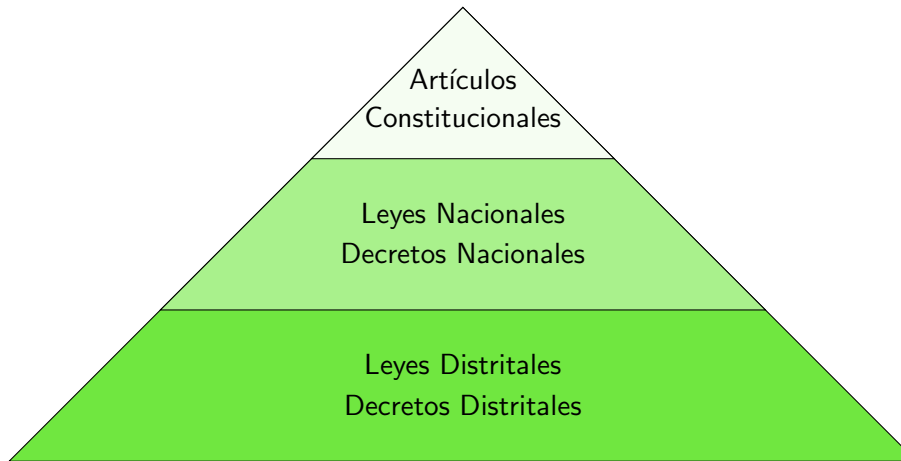 Artículos
Constitucionales
Leyes Nacionales
Decretos Nacionales
Leyes Distritales
Decretos Distritales